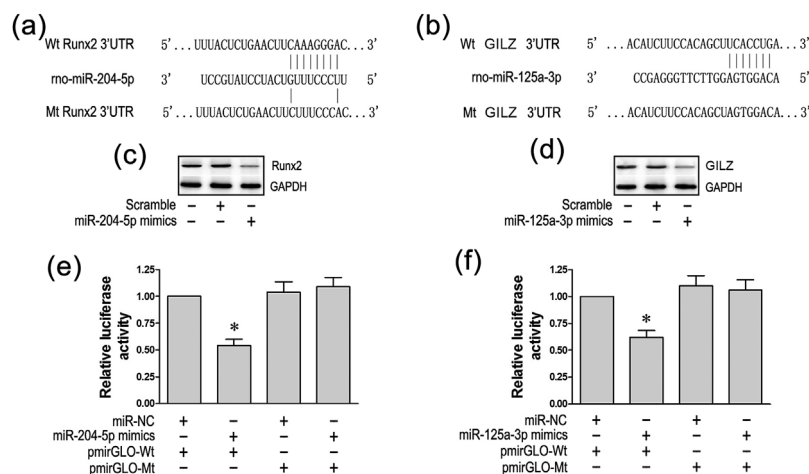 (a)
Wt Runx2 3'UTR 5'...UUUACUCUGAACUUCAAAGGGAC...3'
rno-miR-204-5p 3' UCCGUAUCCUACUGUUUCCCUU 5'
Mt Runx2 3'UTR 5'...UUUACUCUGAACUUCUUUCCCAC...3'
(b)
Wt GILZ 3'UTR 5'...ACAUCUUCCACAGCUUCACCUGA...3'
rno-miR-125a-3p 3' CCGAGGGUUCUUGGAGUGGACA 5'
Mt GILZ 3'UTR 5'...ACAUCUUCCACAGCUAGUGGACA...3'
(c)
Runx2
GAPDH
Scramble − + −
miR-204-5p mimics − − +
(d)
GILZ
GAPDH
Scramble − + −
miR-125a-3p mimics − − +
(e)
Relative luciferase
activity
1.25
1.00
0.75
0.50
0.25
0.00
*
miR-NC + − + −
miR-204-5p mimics − + − +
pmirGLO-Wt + + − −
pmirGLO-Mt − − + +
(f)
Relative luciferase
activity
1.25
1.00
0.75
0.50
0.25
0.00
*
miR-NC + − + −
miR-125a-3p mimics − + − +
pmirGLO-Wt + + − −
pmirGLO-Mt − − + +